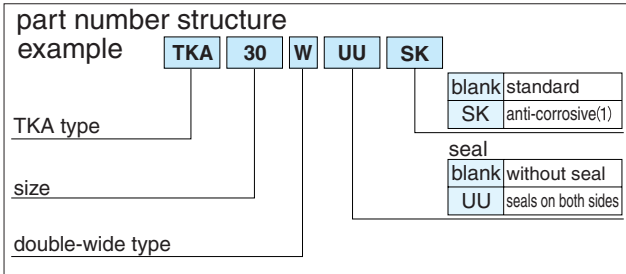 part number structure
example
TKA 30 W UU SK
blank standard
SK anti-corrosive(1)
TKA type
seal
blank without seal
size
UU seals on both sides
double-wide type